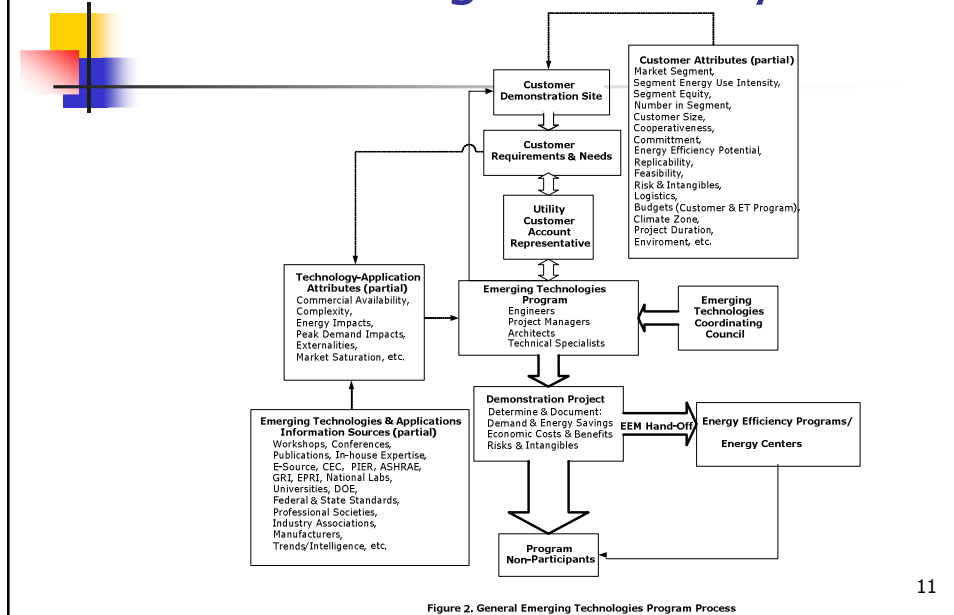 Customer
Demonstration Site
Customer Attributes (partial)
Market Segment,
Segment Energy Use Intensity,
Segment Equity,
Number in Segment,
Customer Size,
Cooperativeness,
Committment,
Energy Efficiency Potential,
Replicability,
Feasibility,
Risk & Intangibles,
Logistics,
Budgets (Customer & ET Program),
Climate Zone,
Project Duration,
Enviroment, etc.
Customer
Requirements & Needs
Utility
Customer
Account
Representative
Technology-Application
Attributes (partial)
Commercial Availability,
Complexity,
Energy Impacts,
Peak Demand Impacts,
Externalities,
Market Saturation, etc.
Emerging Technologies
Program
Engineers
Project Managers
Architects
Technical Specialists
Emerging
Technologies
Coordinating
Council
Demonstration Project
Determine & Document:
Demand & Energy Savings
Economic Costs & Benefits
Risks & Intangibles
EEM Hand-Off
Energy Efficiency Programs/
Energy Centers
Emerging Technologies & Applications
Information Sources (partial)
Workshops, Conferences,
Publications, In-house Expertise,
E-Source, CEC, PIER, ASHRAE,
GRI, EPRI, National Labs,
Universities, DOE,
Federal & State Standards,
Professional Societies,
Industry Associations,
Manufacturers,
Trends/Intelligence, etc.
Program
Non-Participants
11
Figure 2. General Emerging Technologies Program Process